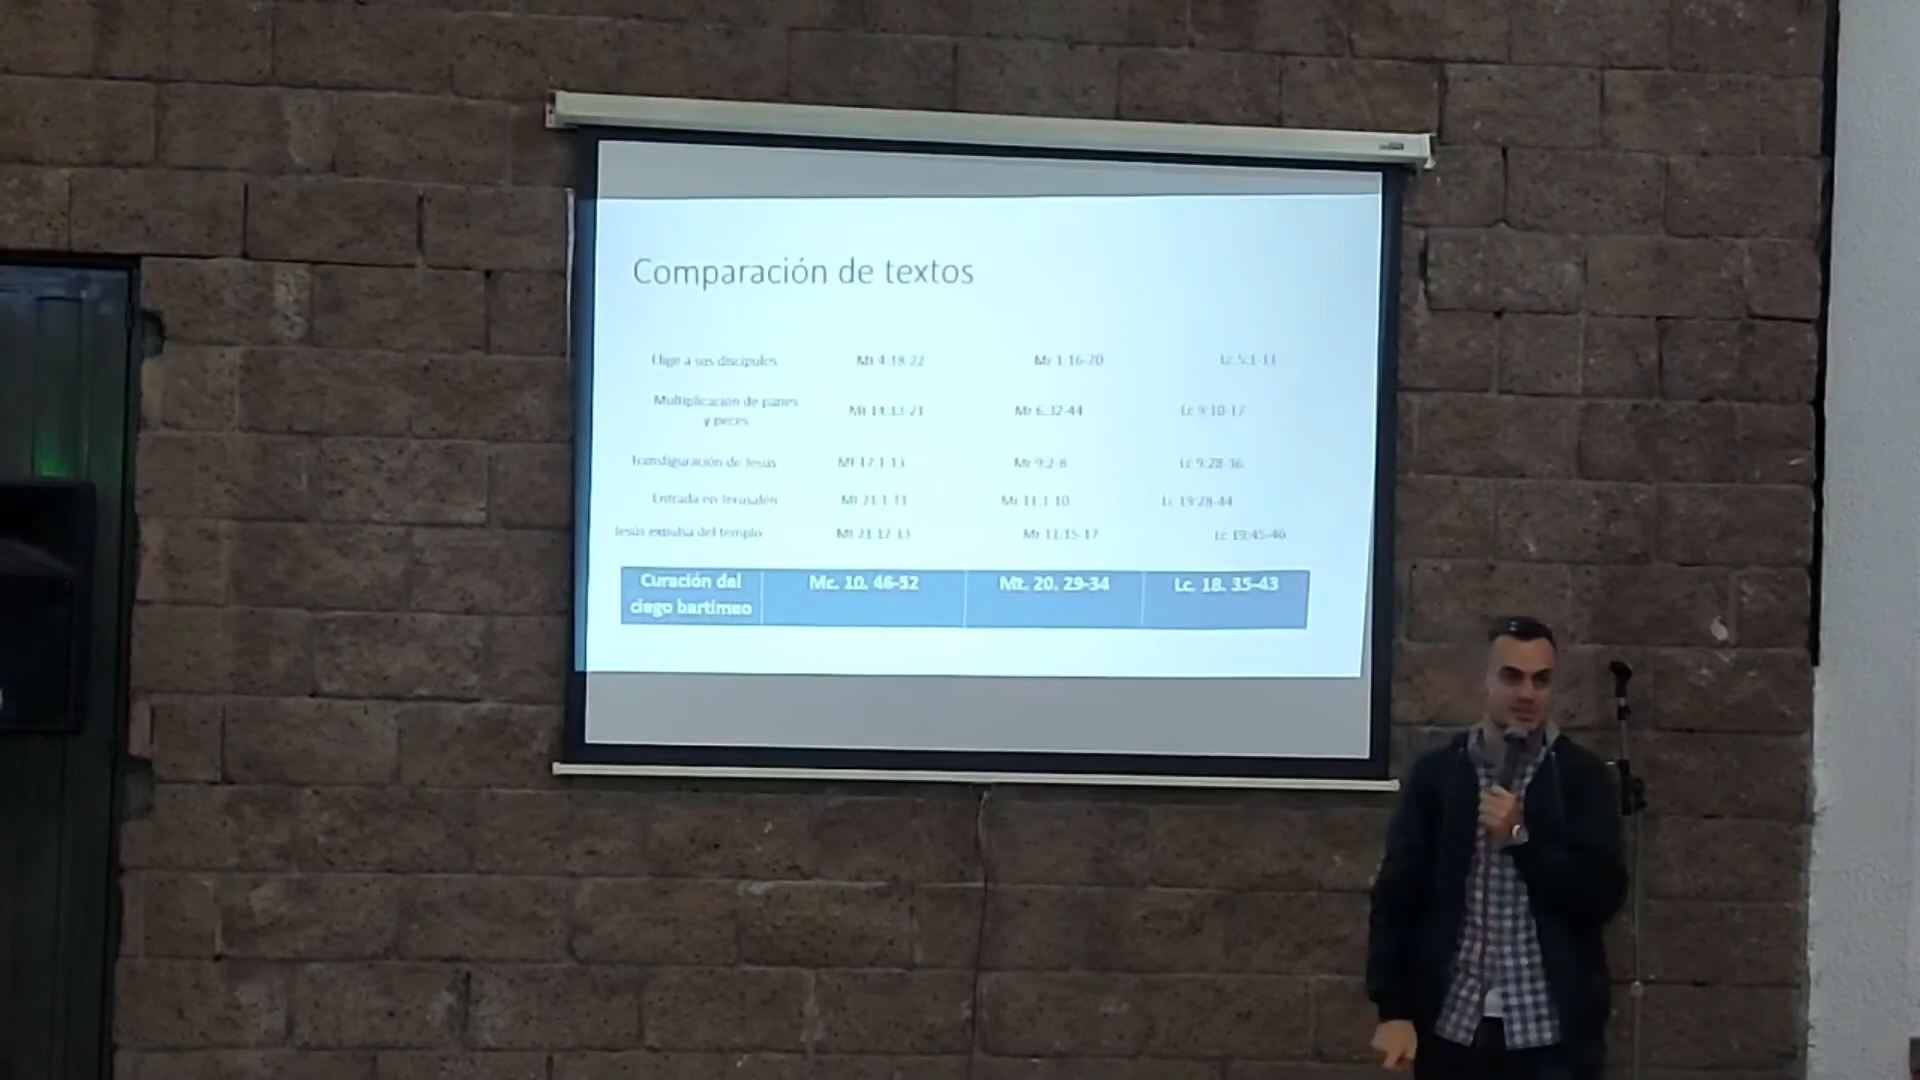 Comparación de textos
Elige a sus discípulos Mt 4:18-22 Mr 1:16-20 Lc 5:1-11
Multiplicación de panes
y peces
Mt 14:13-21 Mr 6:32-44 Lc 9:10-17
Transfiguración de Jesús Mt 17:1-13 Mr 9:2-8 Lc 9:28-36
Entrada en Jerusalén Mt 21:1-11 Mr 11:1-10 Lc 19:28-44
Jesús expulsa del templo Mt 21:12-13 Mr 11:15-17 Lc 19:45-46
Curación del
ciego bartimeo
Mc. 10. 46-52 Mt. 20. 29-34 Lc. 18. 35-43